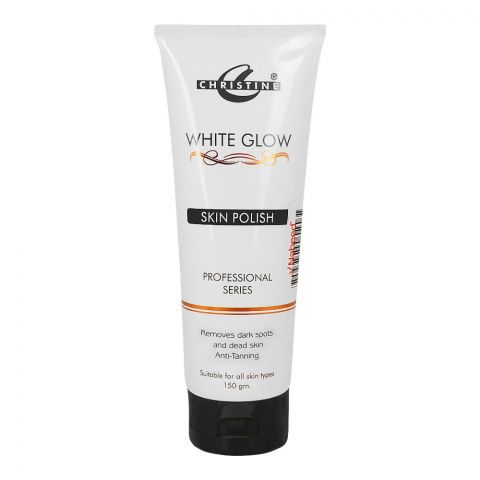 CHRISTINE®
WHITE GLOW
SKIN POLISH
PROFESSIONAL
SERIES
Removes dark spots
and dead skin
Anti-Tanning
Suitable for all skin types
150 gm.
Naheed